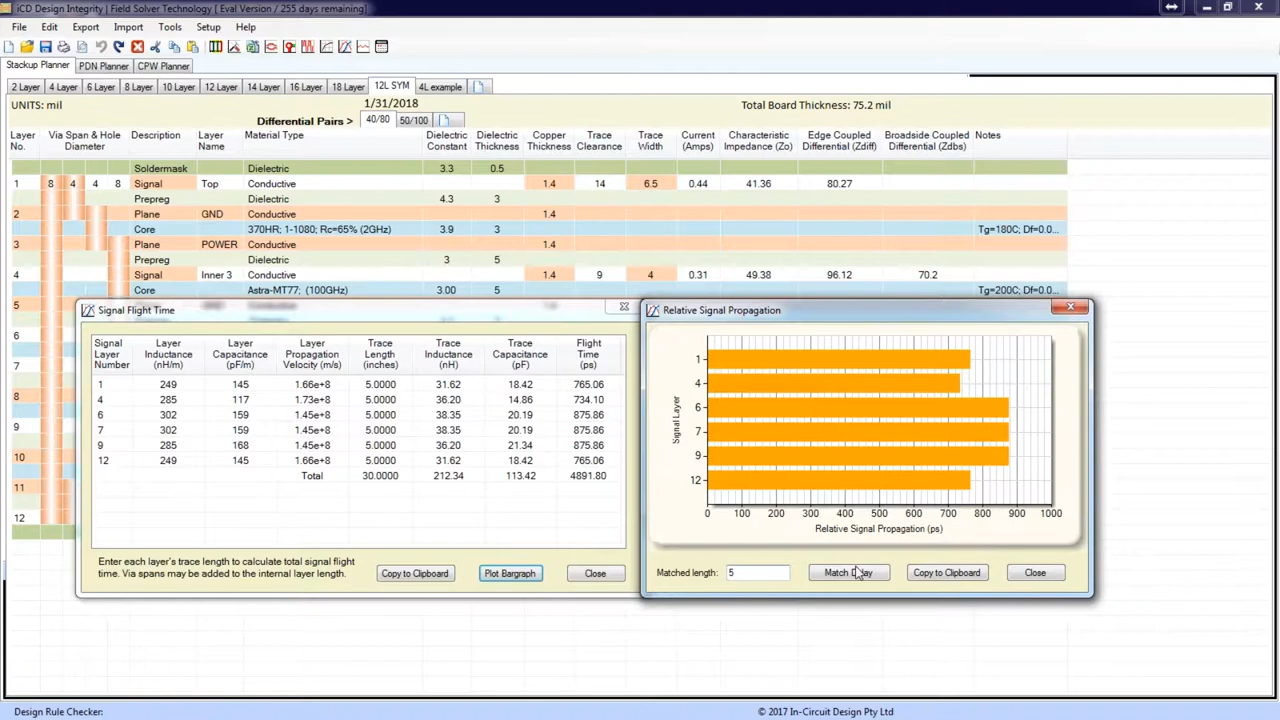 iCD Design Integrity | Field Solver Technology [ Eval Version / 255 days remaining]
File Edit Export Import Tools Setup Help
Stackup Planner PDN Planner CPW Planner
2 Layer 4 Layer 6 Layer 8 Layer 10 Layer 12 Layer 14 Layer 16 Layer 18 Layer 12L SYM 4L example
UNITS: mil 1/31/2018 Total Board Thickness: 75.2 mil
Differential Pairs > 40/80 50/100
Layer No. Via Span & Hole Diameter Description Layer Name Material Type Dielectric Constant Dielectric Thickness Copper Thickness Trace Clearance Trace Width Current (Amps) Characteristic Impedance (Zo) Edge Coupled Differential (Zdiff) Broadside Coupled Differential (Zdbs) Notes
Soldermask Dielectric 3.3 0.5
1 8 4 4 8 Signal Top Conductive 1.4 14 6.5 0.44 41.36 80.27
Prepreg Dielectric 4.3 3
2 Plane GND Conductive 1.4
Core 370HR; 1-1080; Rc=65% (2GHz) 3.9 3 Tg=180C; Df=0.0...
3 Plane POWER Conductive 1.4
Prepreg Dielectric 3 5
4 Signal Inner 3 Conductive 1.4 9 4 0.31 49.38 96.12 70.2
Core Astra-MT77; (100GHz) 3.00 5 Tg=200C; Df=0.0...
5
6
7
8
9
10
11
12
Signal Flight Time
Signal Layer Number Layer Inductance (nH/m) Layer Capacitance (pF/m) Layer Propagation Velocity (m/s) Trace Length (inches) Trace Inductance (nH) Trace Capacitance (pF) Flight Time (ps)
1 249 145 1.66e+8 5.0000 31.62 18.42 765.06
4 285 117 1.73e+8 5.0000 36.20 14.86 734.10
6 302 159 1.45e+8 5.0000 38.35 20.19 875.86
7 302 159 1.45e+8 5.0000 38.35 20.19 875.86
9 285 168 1.45e+8 5.0000 36.20 21.34 875.86
12 249 145 1.66e+8 5.0000 31.62 18.42 765.06
Total 30.0000 212.34 113.42 4891.80
Enter each layer's trace length to calculate total signal flight
time. Via spans may be added to the internal layer length.
Copy to Clipboard Plot Bargraph Close
Relative Signal Propagation
Signal Layer
1
4
6
7
9
12
0 100 200 300 400 500 600 700 800 900 1000
Relative Signal Propagation (ps)
Matched length: 5 Match Delay Copy to Clipboard Close
Design Rule Checker: © 2017 In-Circuit Design Pty Ltd